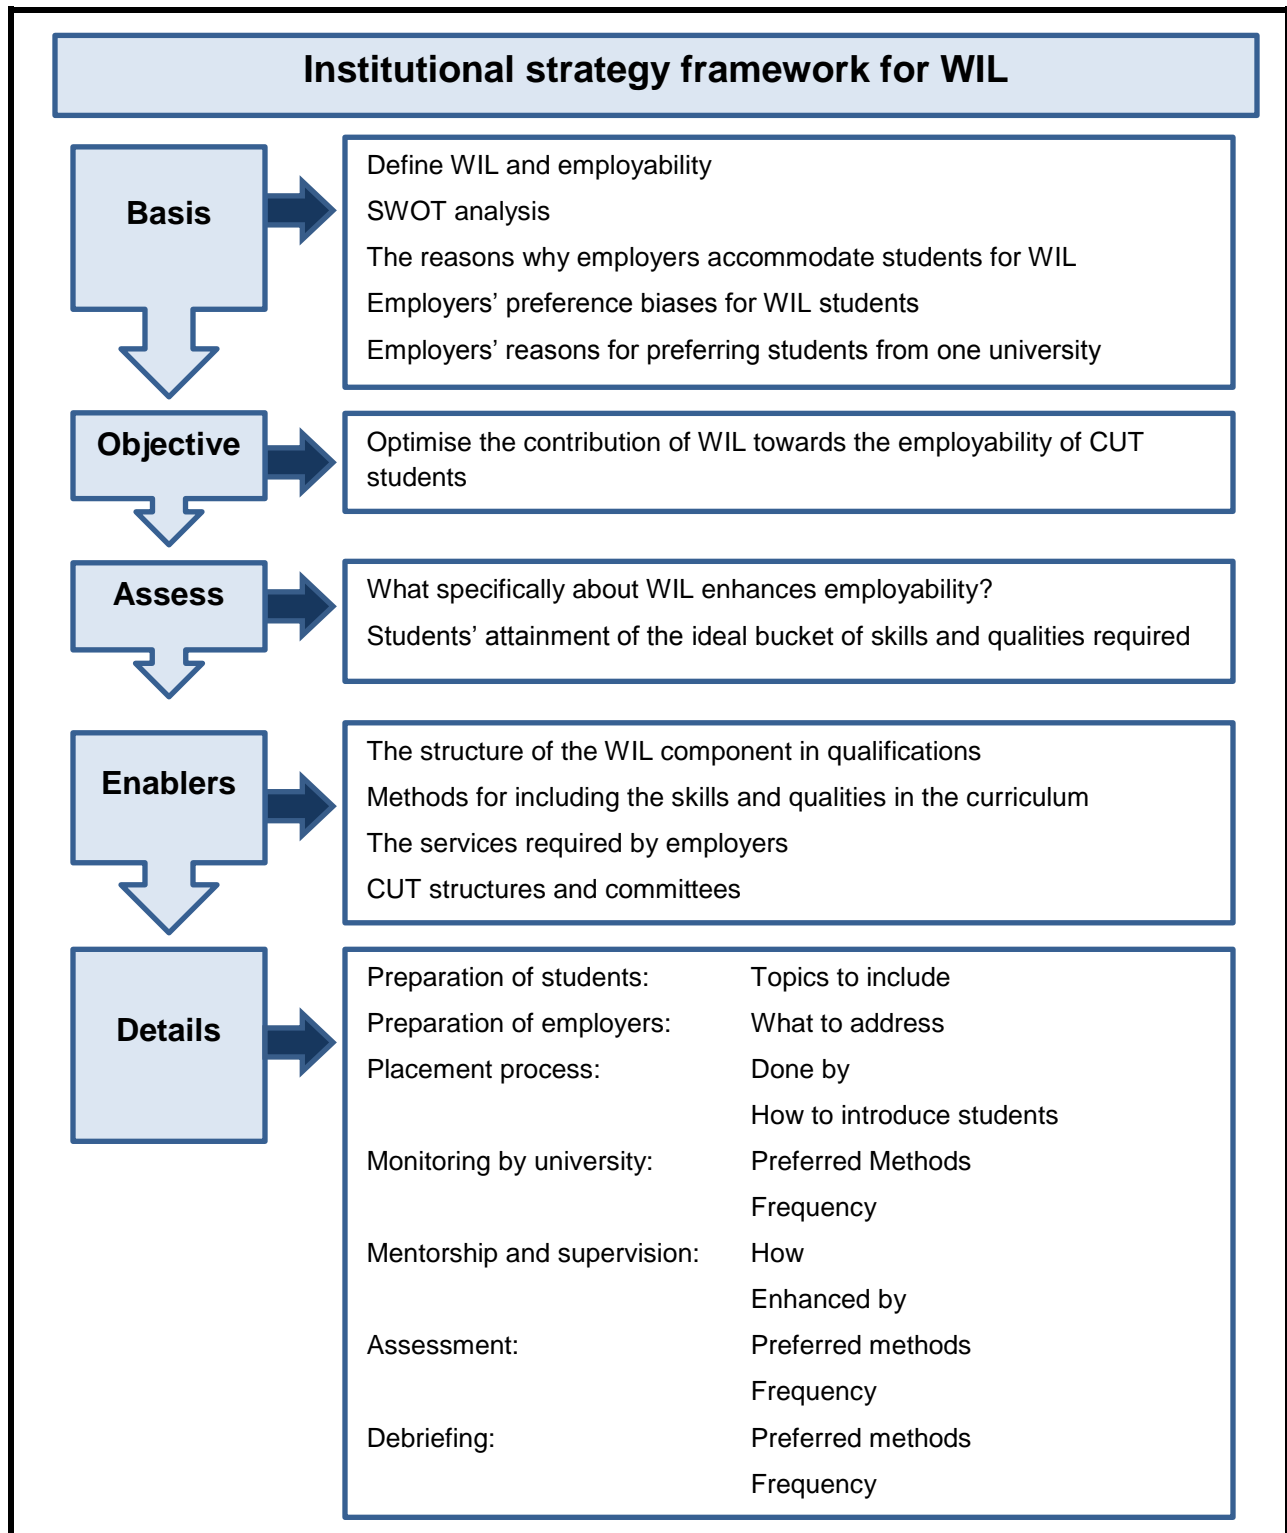 Institutional strategy framework for WIL
Basis
Define WIL and employability
SWOT analysis
The reasons why employers accommodate students for WIL
Employers’ preference biases for WIL students
Employers’ reasons for preferring students from one university
Objective
Optimise the contribution of WIL towards the employability of CUT
students
Assess
What specifically about WIL enhances employability?
Students’ attainment of the ideal bucket of skills and qualities required
Enablers
The structure of the WIL component in qualifications
Methods for including the skills and qualities in the curriculum
The services required by employers
CUT structures and committees
Details
Preparation of students: Topics to include
Preparation of employers: What to address
Placement process: Done by
How to introduce students
Monitoring by university: Preferred Methods
Frequency
Mentorship and supervision: How
Enhanced by
Assessment: Preferred methods
Frequency
Debriefing: Preferred methods
Frequency